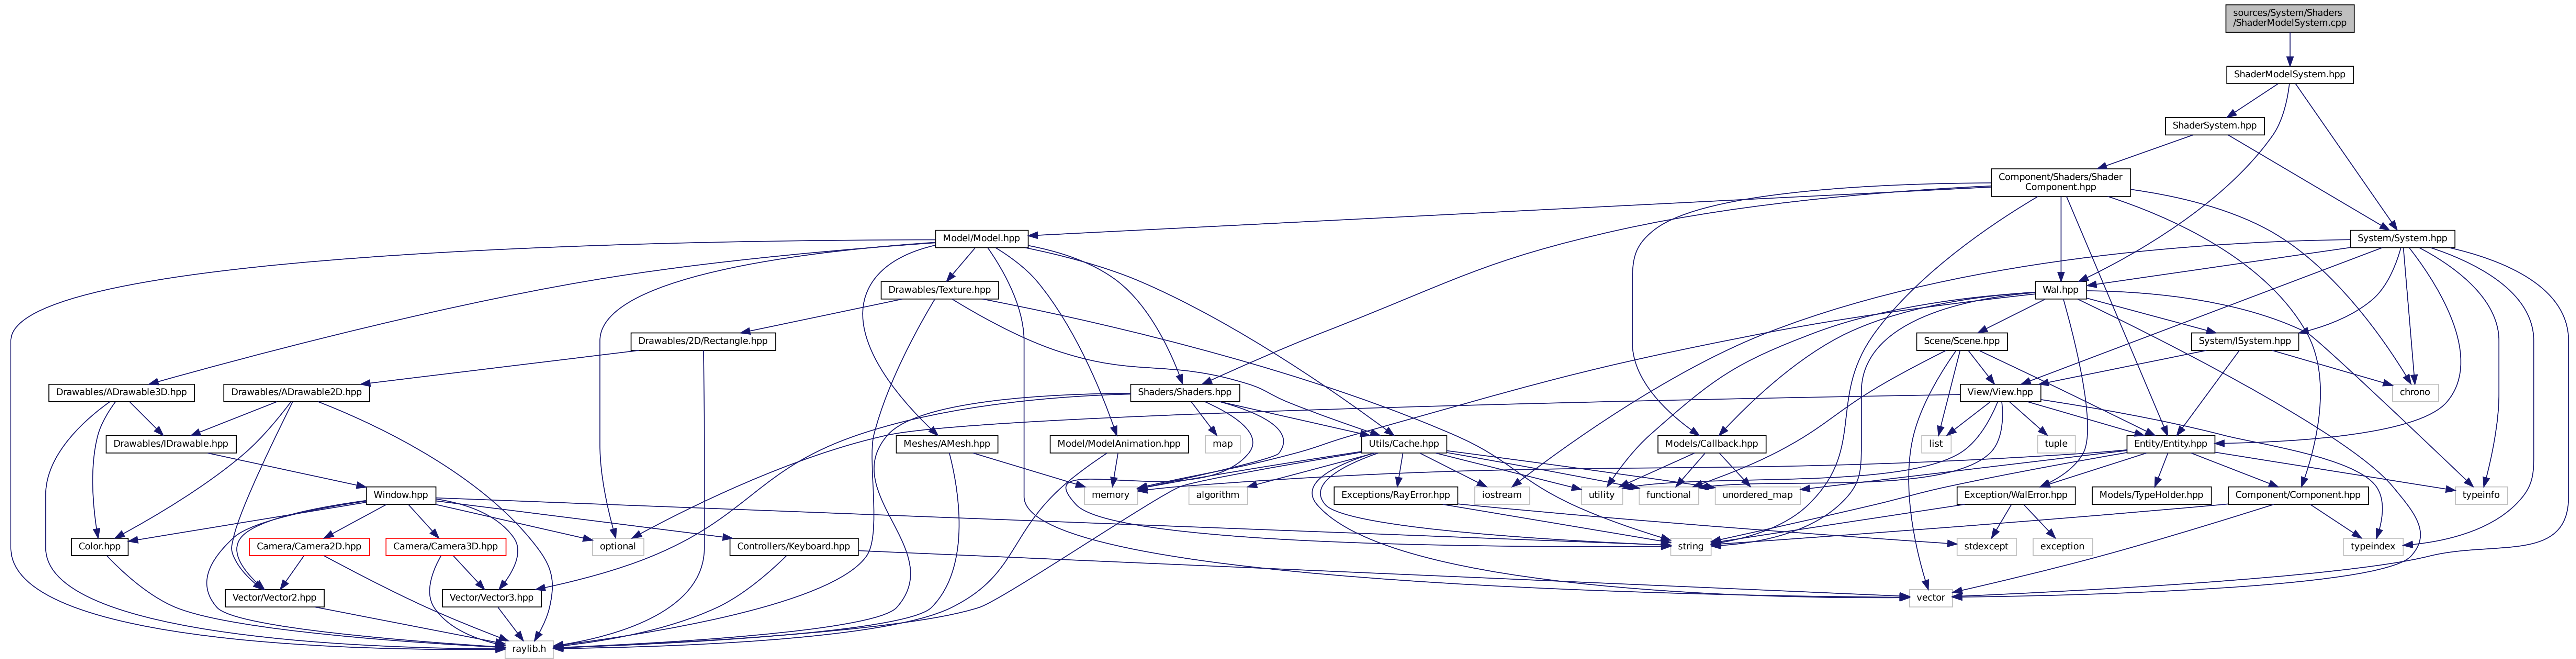 sources/System/Shaders
/ShaderModelSystem.cpp
ShaderModelSystem.hpp
ShaderSystem.hpp
Component/Shaders/Shader
Component.hpp
Model/Model.hpp
System/System.hpp
Drawables/Texture.hpp
Wal.hpp
Drawables/2D/Rectangle.hpp
Scene/Scene.hpp
System/ISystem.hpp
Drawables/ADrawable3D.hpp
Drawables/ADrawable2D.hpp
Shaders/Shaders.hpp
View/View.hpp
chrono
Drawables/IDrawable.hpp
Meshes/AMesh.hpp
Model/ModelAnimation.hpp
map
Utils/Cache.hpp
Models/Callback.hpp
list
tuple
Entity/Entity.hpp
Window.hpp
memory
algorithm
Exceptions/RayError.hpp
iostream
utility
functional
unordered_map
Exception/WalError.hpp
Models/TypeHolder.hpp
Component/Component.hpp
typeinfo
Color.hpp
Camera/Camera2D.hpp
Camera/Camera3D.hpp
optional
Controllers/Keyboard.hpp
string
stdexcept
exception
typeindex
Vector/Vector2.hpp
Vector/Vector3.hpp
vector
raylib.h